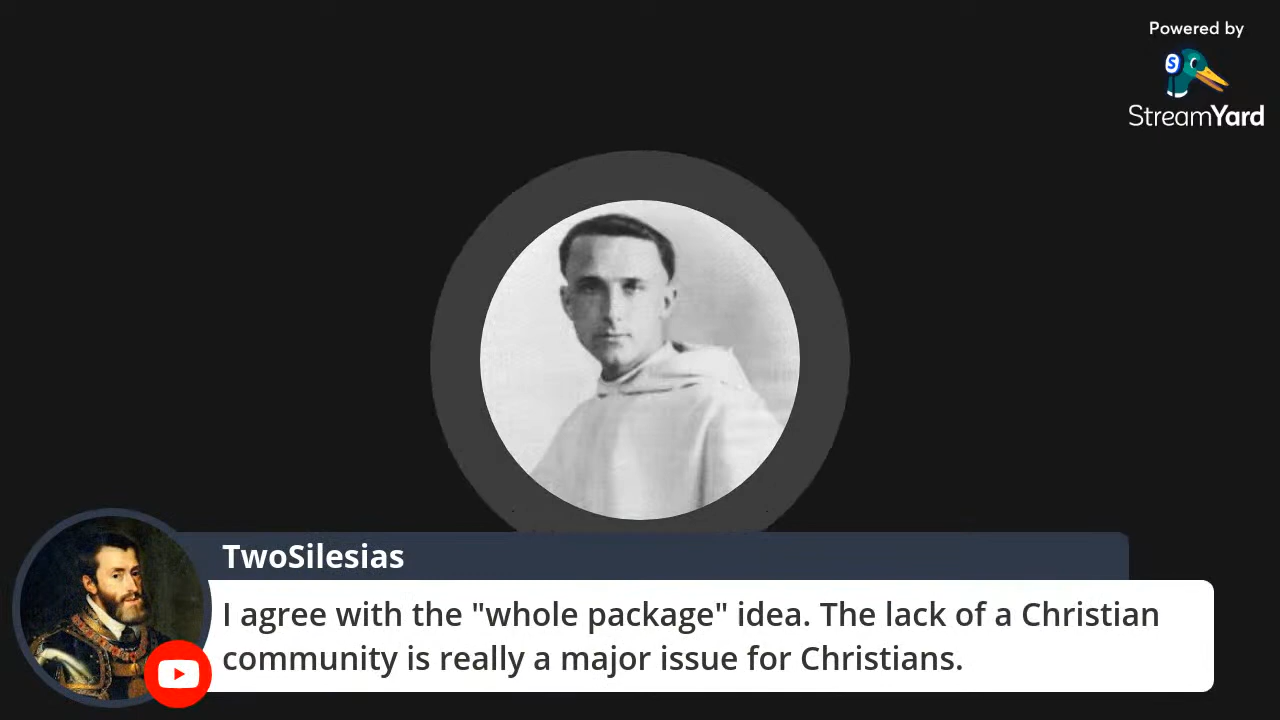 Powered by
S
StreamYard
TwoSilesias
I agree with the "whole package" idea. The lack of a Christian
community is really a major issue for Christians.